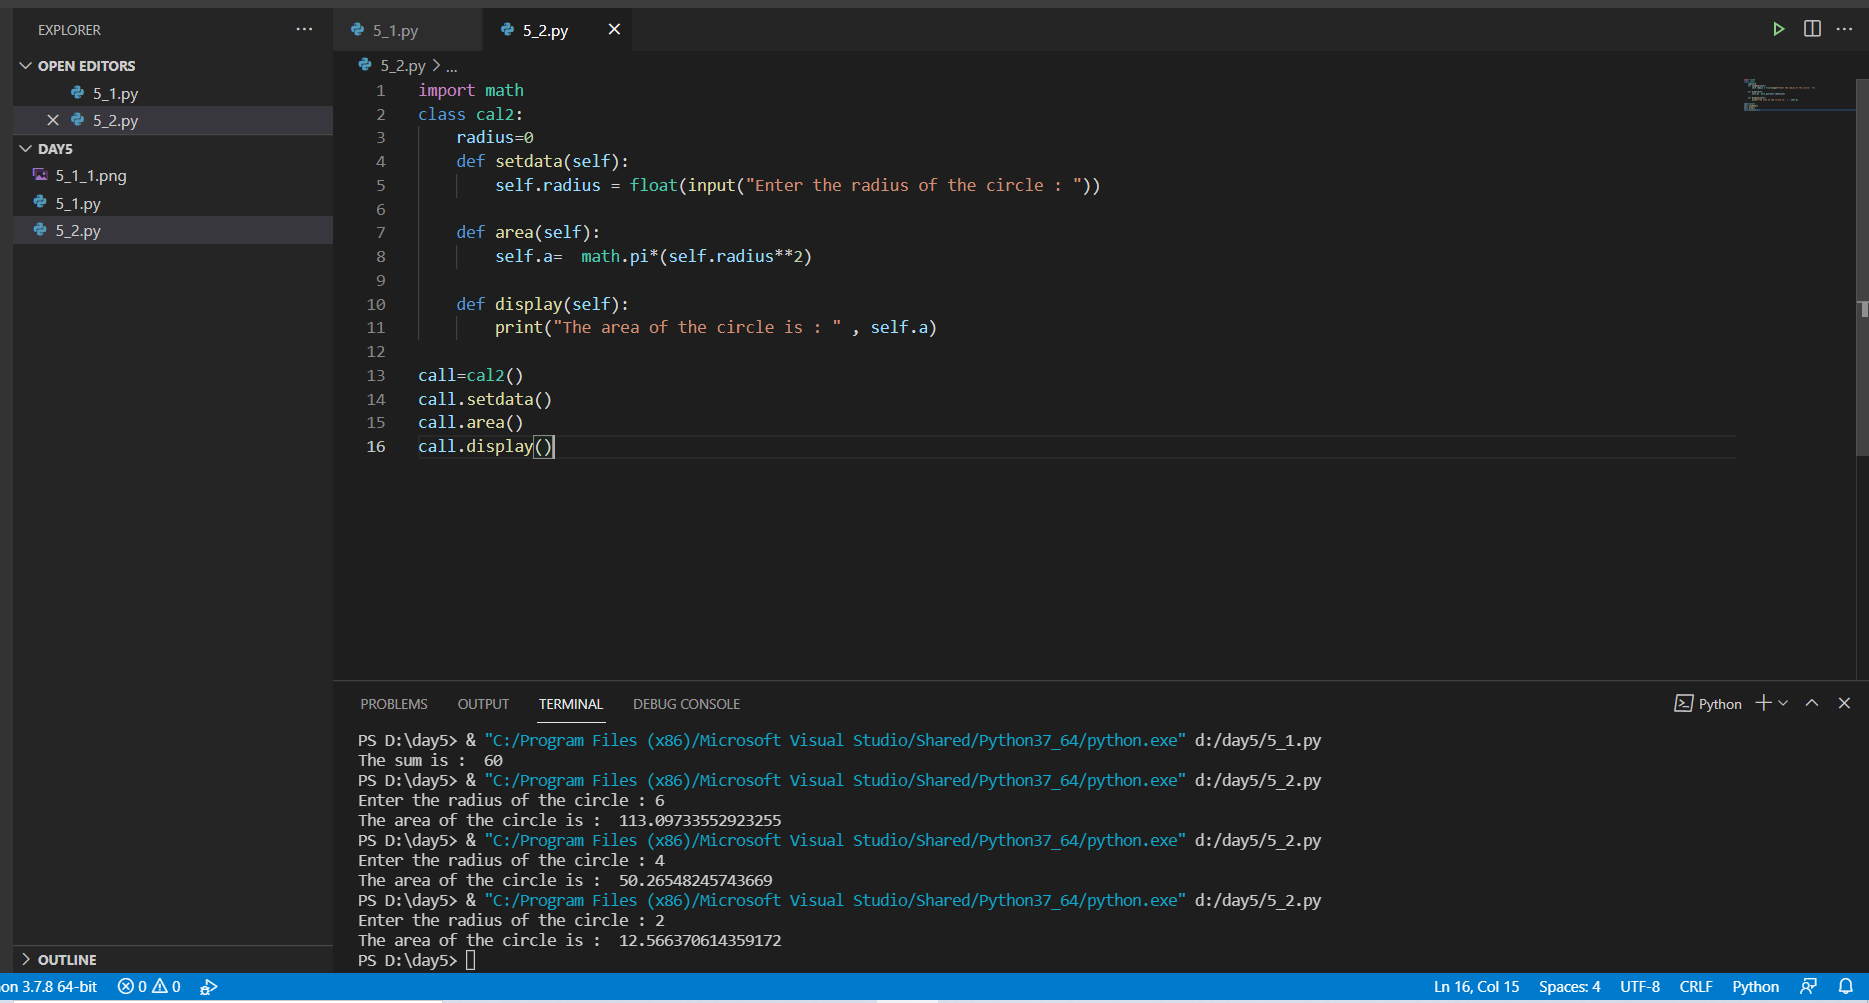 EXPLORER
OPEN EDITORS
5_1.py
5_2.py
DAY5
5_1_1.png
5_1.py
5_2.py
OUTLINE
5_1.py 5_2.py
5_2.py > ...
1 import math
2 class cal2:
3     radius=0
4     def setdata(self):
5         self.radius = float(input("Enter the radius of the circle : "))
6
7     def area(self):
8         self.a=  math.pi*(self.radius**2)
9
10     def display(self):
11         print("The area of the circle is : " , self.a)
12
13 call=cal2()
14 call.setdata()
15 call.area()
16 call.display()
PROBLEMS OUTPUT TERMINAL DEBUG CONSOLE Python
PS D:\day5> & "C:/Program Files (x86)/Microsoft Visual Studio/Shared/Python37_64/python.exe" d:/day5/5_1.py
The sum is :  60
PS D:\day5> & "C:/Program Files (x86)/Microsoft Visual Studio/Shared/Python37_64/python.exe" d:/day5/5_2.py
Enter the radius of the circle : 6
The area of the circle is :  113.09733552923255
PS D:\day5> & "C:/Program Files (x86)/Microsoft Visual Studio/Shared/Python37_64/python.exe" d:/day5/5_2.py
Enter the radius of the circle : 4
The area of the circle is :  50.26548245743669
PS D:\day5> & "C:/Program Files (x86)/Microsoft Visual Studio/Shared/Python37_64/python.exe" d:/day5/5_2.py
Enter the radius of the circle : 2
The area of the circle is :  12.566370614359172
PS D:\day5>
on 3.7.8 64-bit 0 0 Ln 16, Col 15 Spaces: 4 UTF-8 CRLF Python